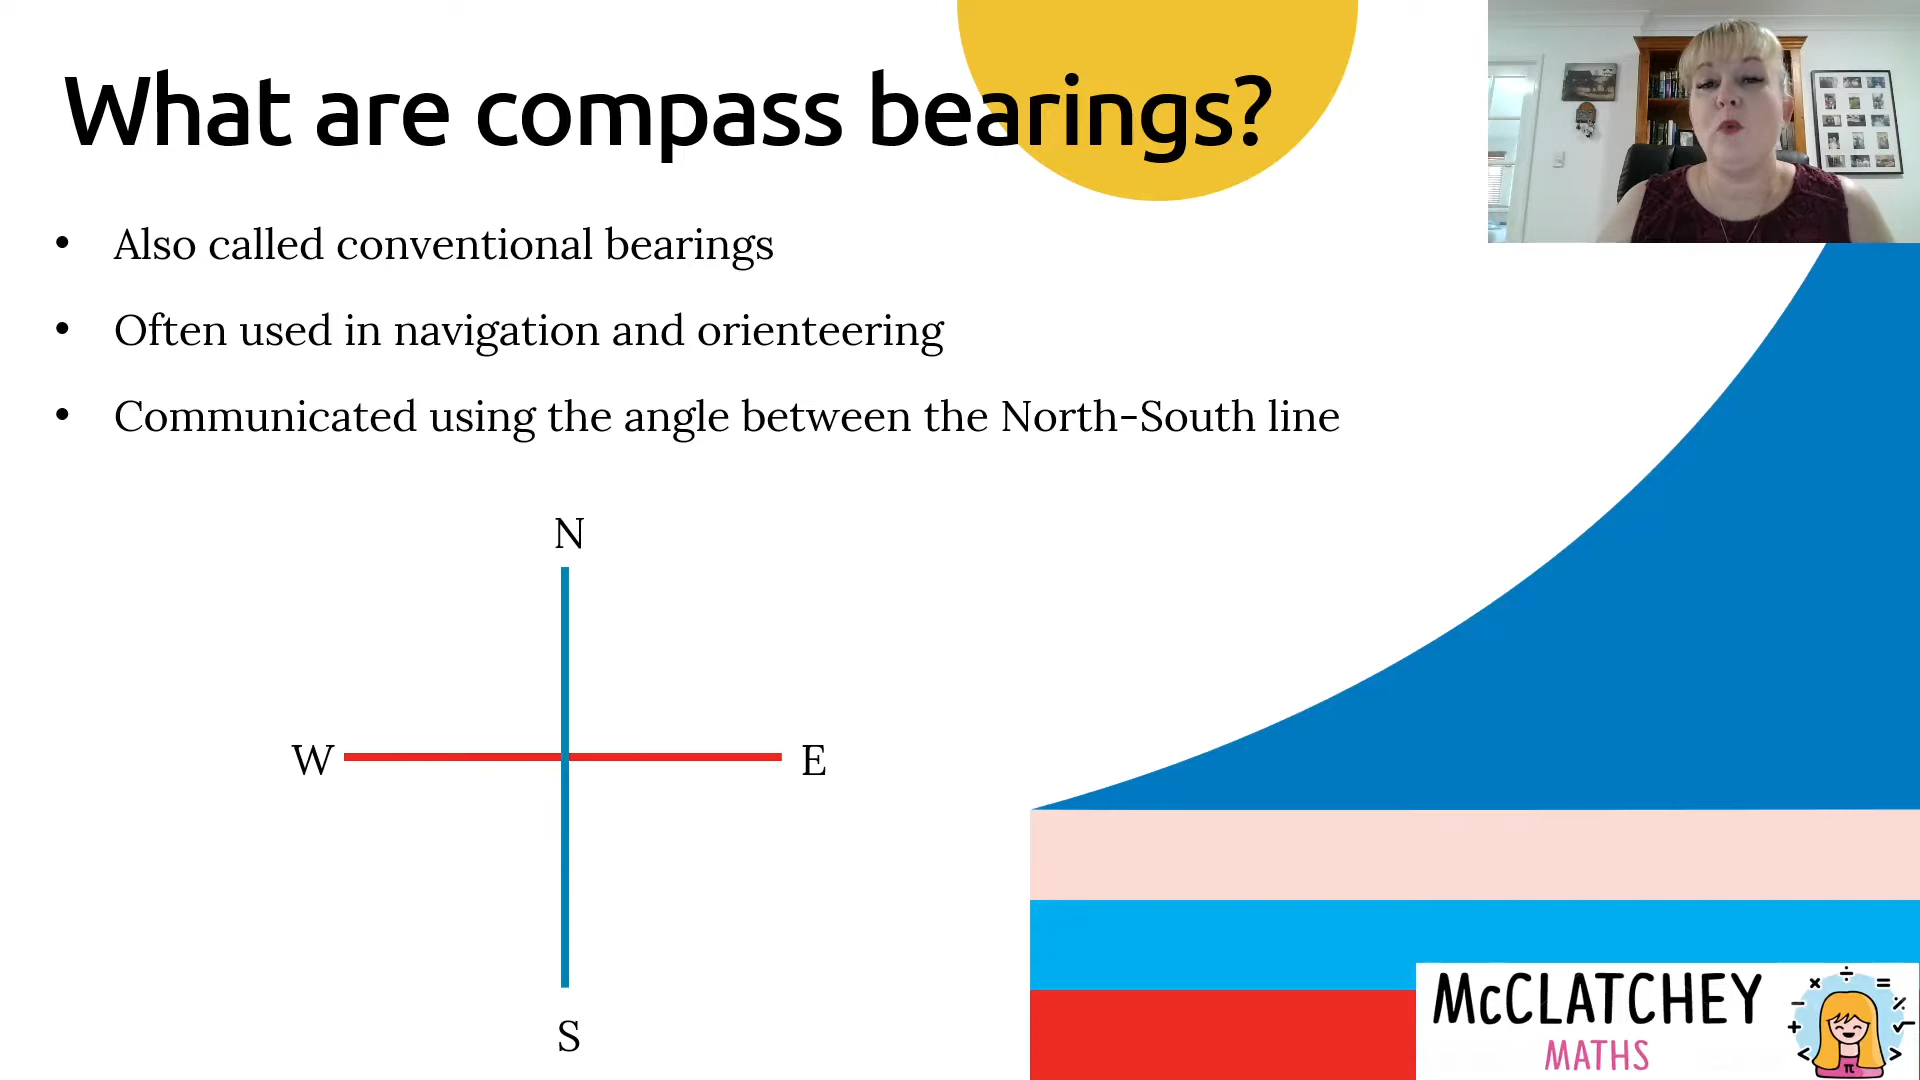 What are compass bearings?
• Also called conventional bearings
• Often used in navigation and orienteering
• Communicated using the angle between the North-South line
N
W E
S
McCLATCHEY
MATHS
× ÷ =
− %
+ √
< π >